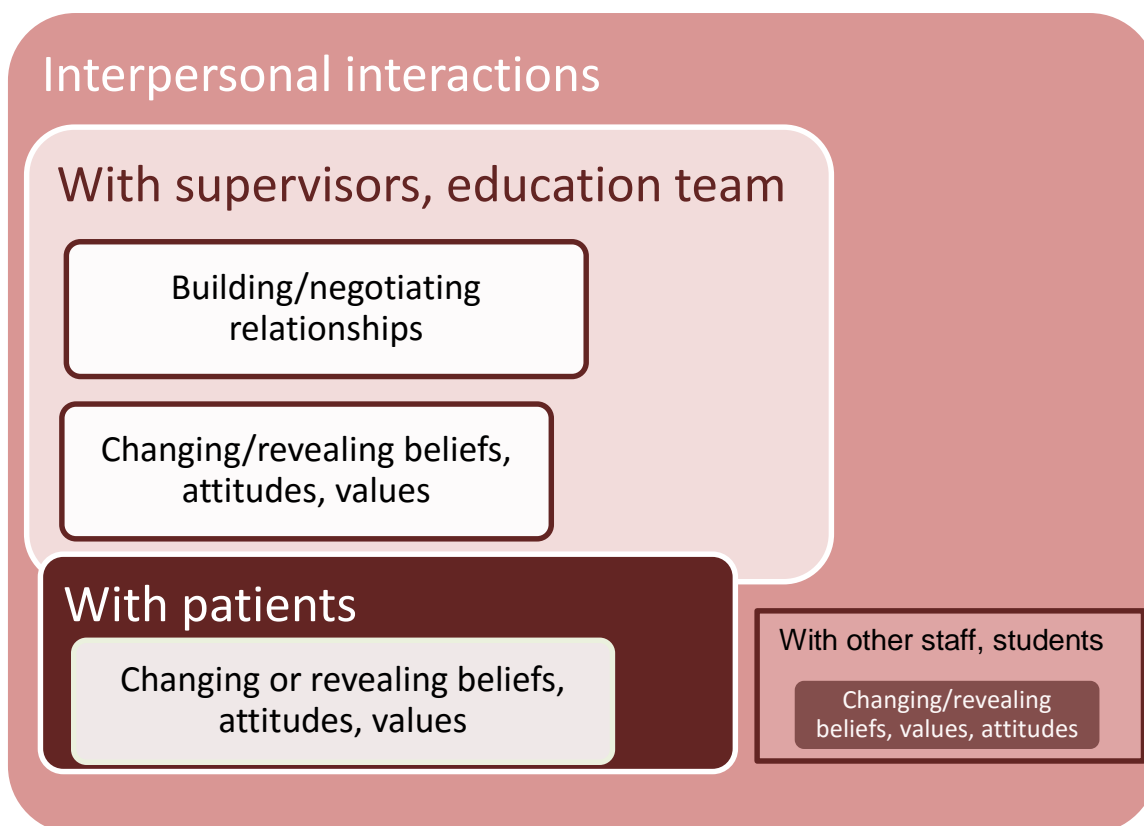 Interpersonal interactions
With supervisors, education team
Building/negotiating
relationships
Changing/revealing beliefs,
attitudes, values
With patients
Changing or revealing beliefs,
attitudes, values
With other staff, students
Changing/revealing
beliefs, values, attitudes